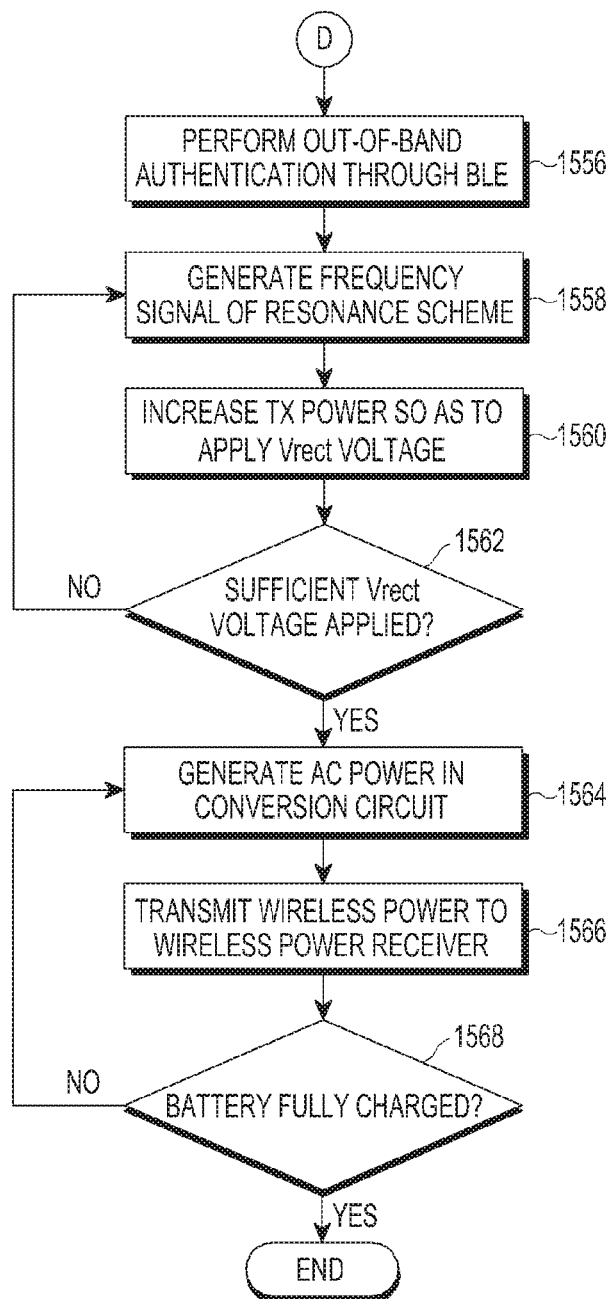 D
PERFORM OUT-OF-BAND
AUTHENTICATION THROUGH BLE
1556
GENERATE FREQUENCY
SIGNAL OF RESONANCE SCHEME
1558
INCREASE TX POWER SO AS TO
APPLY Vrect VOLTAGE
1560
1562
NO
SUFFICIENT Vrect
VOLTAGE APPLIED?
YES
GENERATE AC POWER IN
CONVERSION CIRCUIT
1564
TRANSMIT WIRELESS POWER TO
WIRELESS POWER RECEIVER
1566
1568
NO
BATTERY FULLY CHARGED?
YES
END